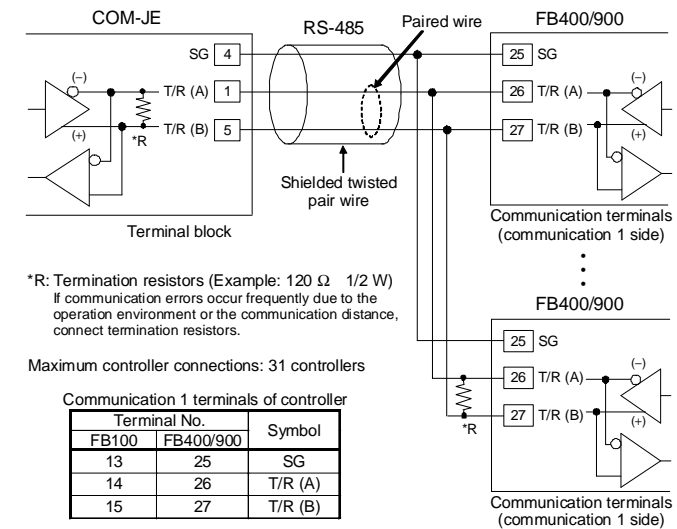 COM-JE
RS-485
Paired wire
FB400/900
SG 4
25 SG
(−)
T/R (A) 1
26 T/R (A)
(−)
(+)
*R
T/R (B) 5
27 T/R (B)
(+)
Shielded twisted
pair wire
Terminal block
Communication terminals
(communication 1 side)
*R: Termination resistors (Example: 120 Ω 1/2 W)
If communication errors occur frequently due to the
operation environment or the communication distance,
connect termination resistors.
FB400/900
25 SG
26 T/R (A)
(−)
27 T/R (B)
(+)
*R
Communication terminals
(communication 1 side)
Maximum controller connections: 31 controllers
Communication 1 terminals of controller
Terminal No. Symbol
FB100 FB400/900
13 25 SG
14 26 T/R (A)
15 27 T/R (B)